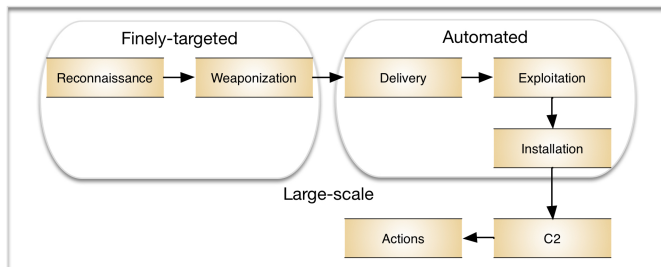 Finely-targeted
Automated
Reconnaissance
Weaponization
Delivery
Exploitation
Installation
Large-scale
Actions
C2